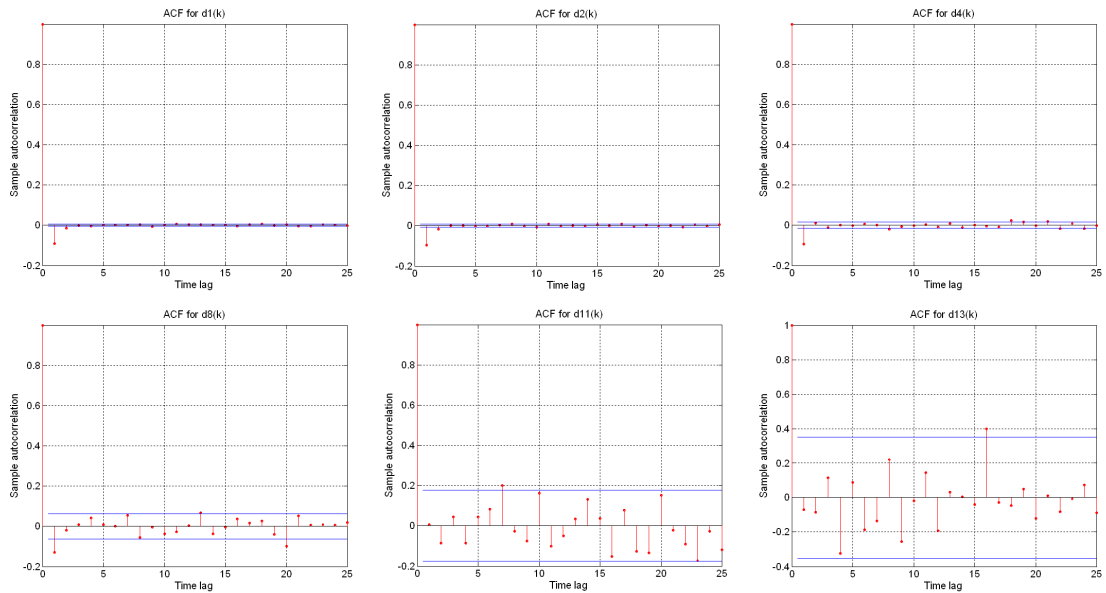 ACF for d1(k)
Sample autocorrelation
0.8
0.6
0.4
0.2
0
-0.2
0 5 10 15 20 25
Time lag
ACF for d2(k)
Sample autocorrelation
0.8
0.6
0.4
0.2
0
-0.2
0 5 10 15 20 25
Time lag
ACF for d4(k)
Sample autocorrelation
0.8
0.6
0.4
0.2
0
-0.2
0 5 10 15 20 25
Time lag
ACF for d8(k)
Sample autocorrelation
0.8
0.6
0.4
0.2
0
-0.2
0 5 10 15 20 25
Time lag
ACF for d11(k)
Sample autocorrelation
0.8
0.6
0.4
0.2
0
-0.2
0 5 10 15 20 25
Time lag
ACF for d13(k)
Sample autocorrelation
1
0.8
0.6
0.4
0.2
0
-0.2
-0.4
0 5 10 15 20 25
Time lag